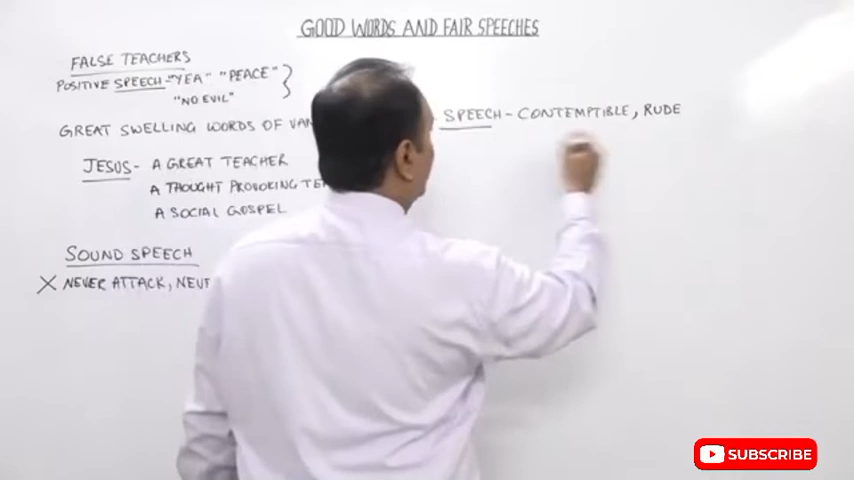 GOOD WORDS AND FAIR SPEECHES
FALSE TEACHERS
POSITIVE SPEECH - "YEA" "PEACE"
"NO EVIL"
GREAT SWELLING WORDS OF
JESUS - A GREAT TEACHER
A THOUGHT PROVOKING
A SOCIAL GOSPEL
SOUND SPEECH
X NEVER ATTACK,
SPEECH - CONTEMPTIBLE, RUDE
SUBSCRIBE